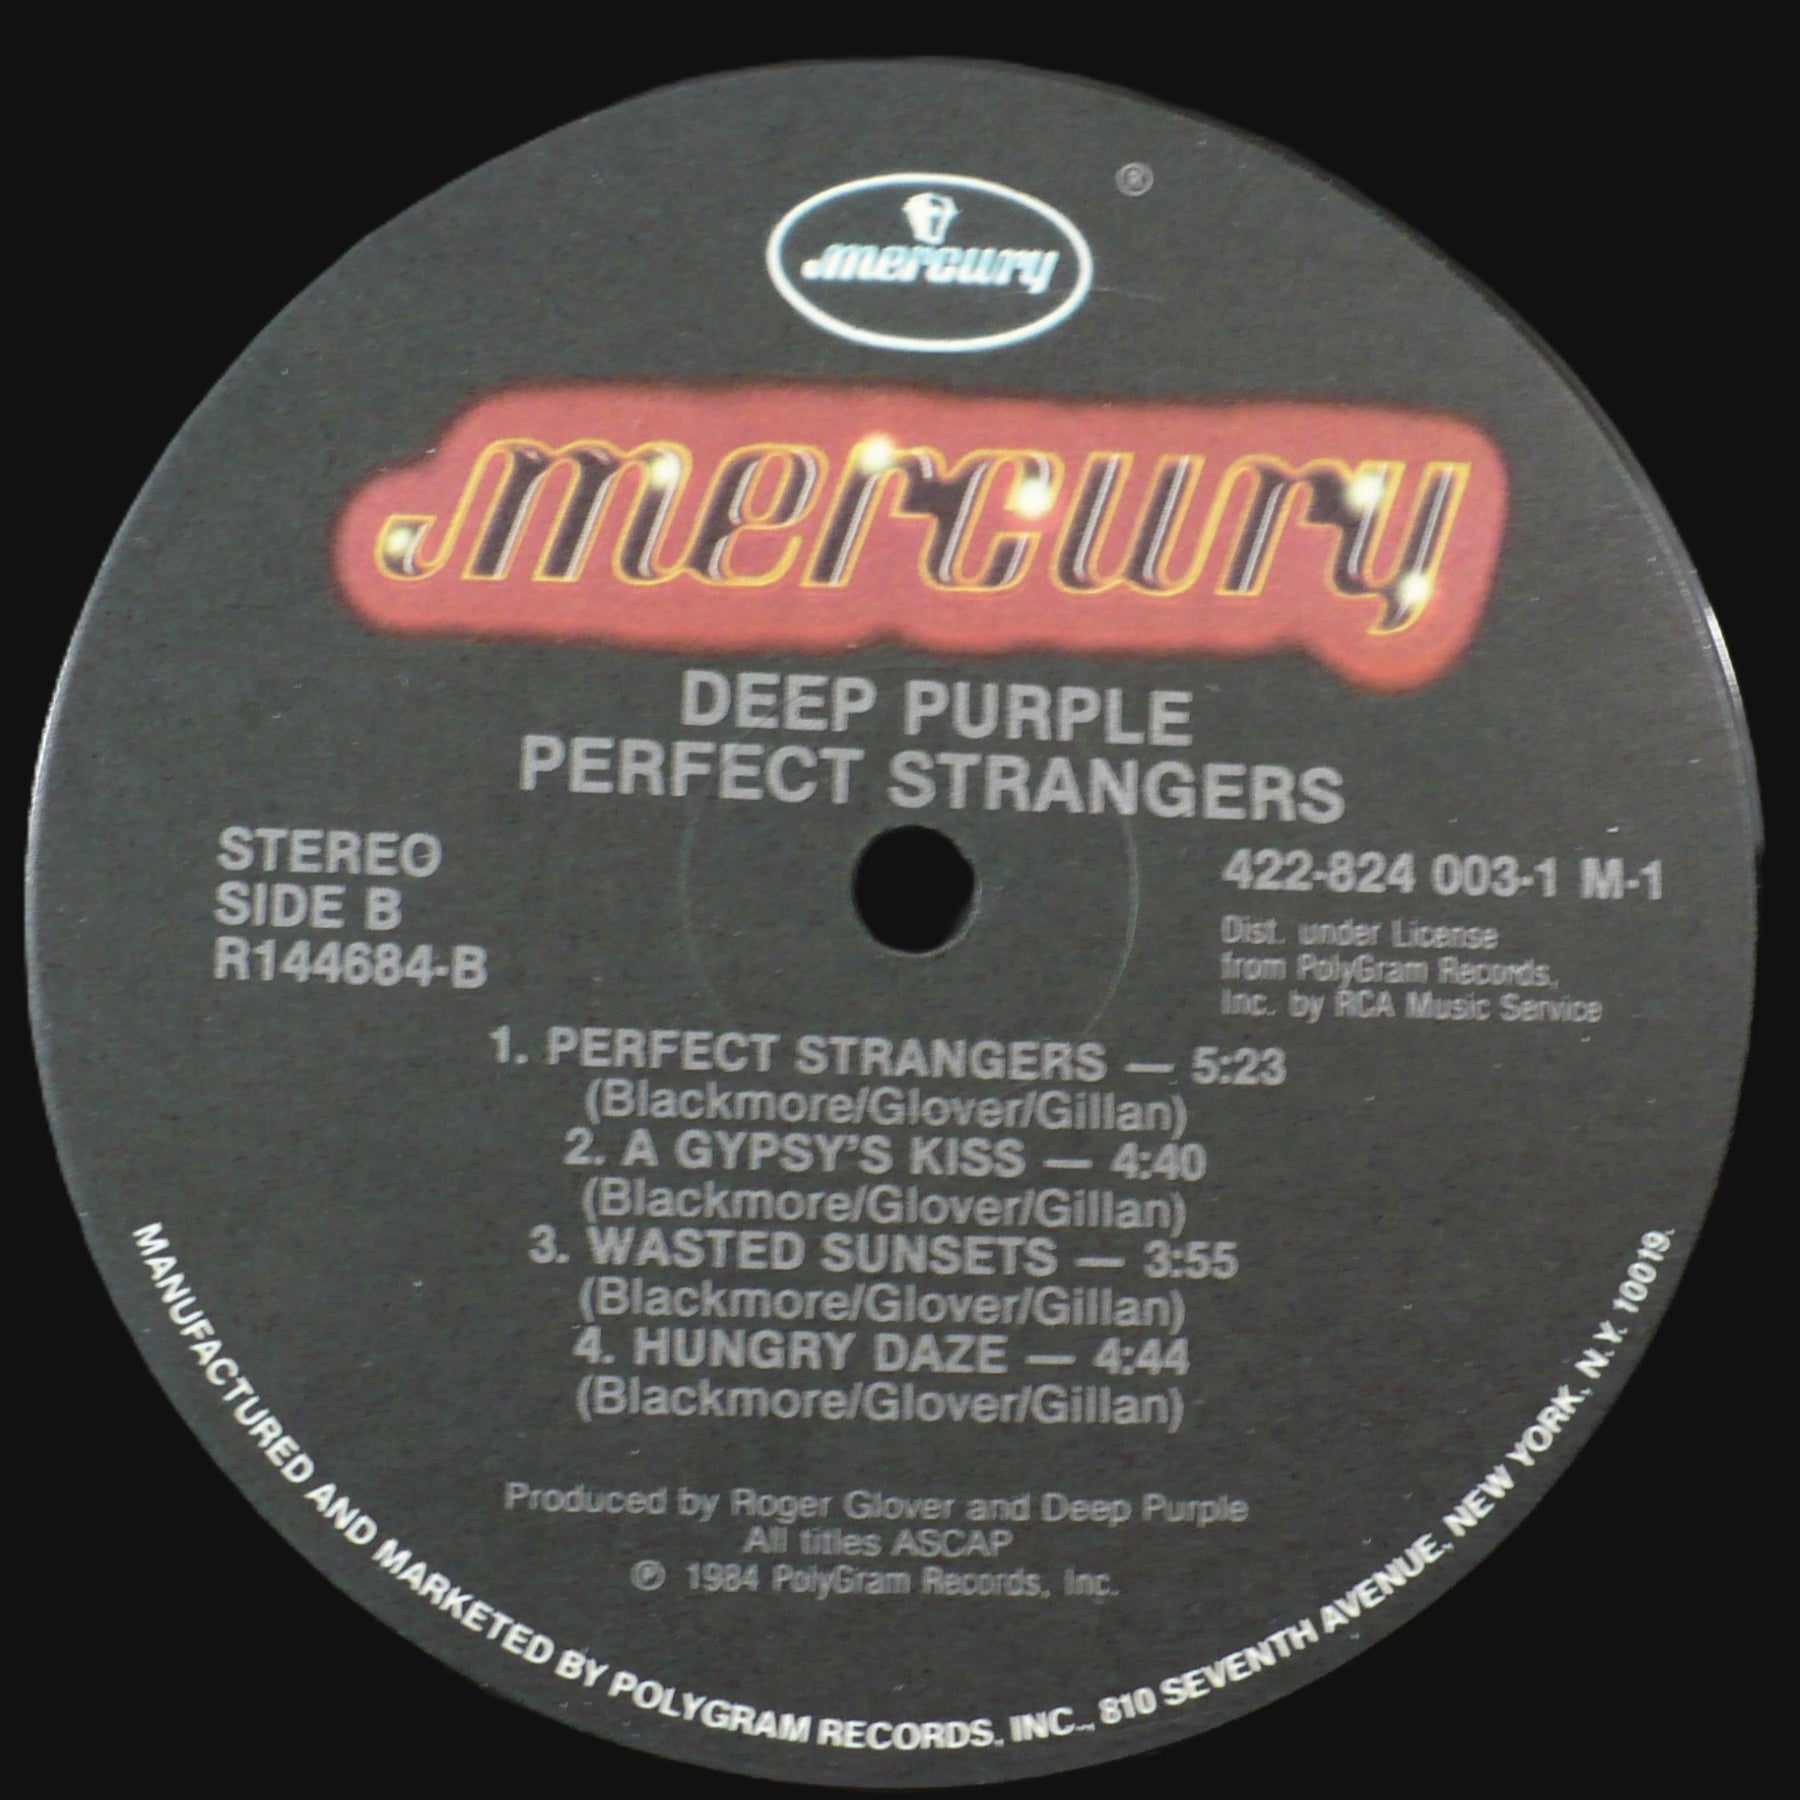 ®
mercury
mercury
DEEP PURPLE
PERFECT STRANGERS
STEREO
SIDE B
R144684-B
422-824 003-1 M-1
Dist. under License
from PolyGram Records,
Inc. by RCA Music Service
1. PERFECT STRANGERS — 5:23
(Blackmore/Glover/Gillan)
2. A GYPSY'S KISS — 4:40
(Blackmore/Glover/Gillan)
3. WASTED SUNSETS — 3:55
(Blackmore/Glover/Gillan)
4. HUNGRY DAZE — 4:44
(Blackmore/Glover/Gillan)
Produced by Roger Glover and Deep Purple
All titles ASCAP
℗ 1984 PolyGram Records, Inc.
MANUFACTURED AND MARKETED BY POLYGRAM RECORDS, INC., 810 SEVENTH AVENUE, NEW YORK, N.Y. 10019.